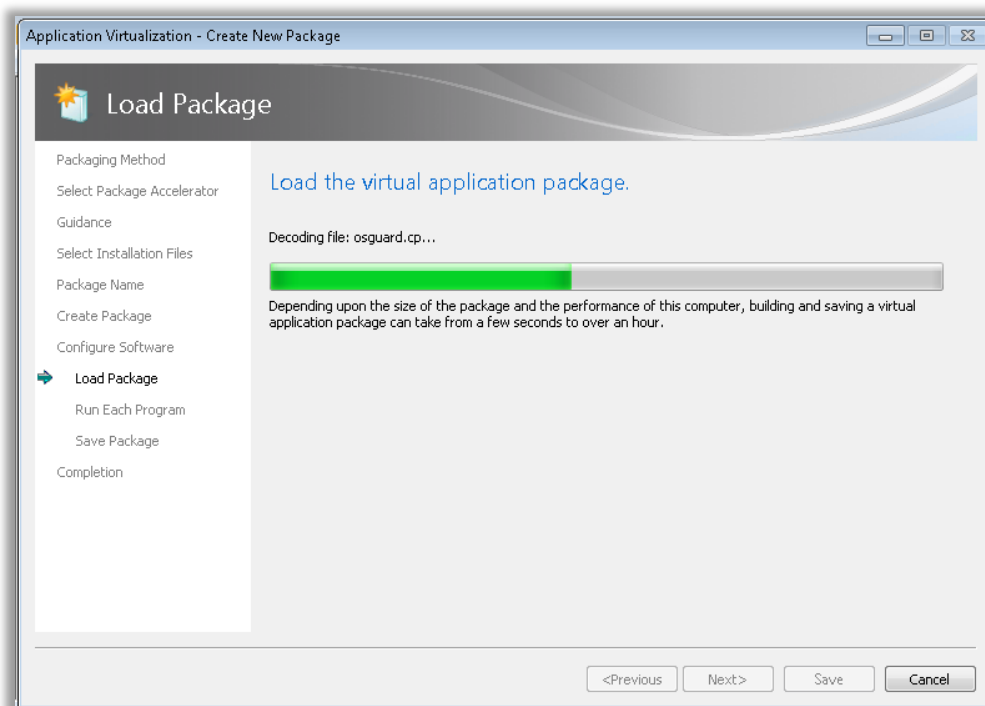 Application Virtualization - Create New Package
Load Package
Packaging Method
Select Package Accelerator
Guidance
Select Installation Files
Package Name
Create Package
Configure Software
Load Package
Run Each Program
Save Package
Completion
Load the virtual application package.
Decoding file: osguard.cp...
Depending upon the size of the package and the performance of this computer, building and saving a virtual
application package can take from a few seconds to over an hour.
<Previous
Next>
Save
Cancel